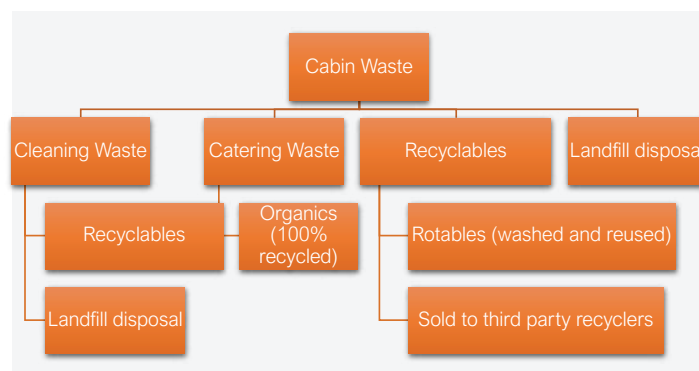 Cabin Waste
Cleaning Waste
Catering Waste
Recyclables
Landfill disposa
Recyclables
Organics
(100%
recycled)
Rotables (washed and reused)
Landfill disposal
Sold to third party recyclers